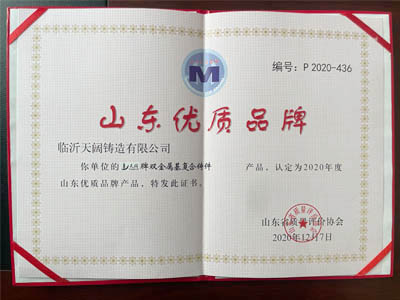 M
编号：P 2020-436
山东优质品牌
临沂天阔铸造有限公司
你单位的 牌双金属基复合铸件 产品，认定为2020年度
山东优质品牌产品，特发此证书。
山东省质量评价协会
2020年12月7日